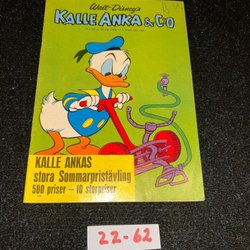 Walt Disney's
KALLE ANKA & C:O
KALLE ANKAS
stora Sommarpristävling
500 priser – 10 storpriser
22-62